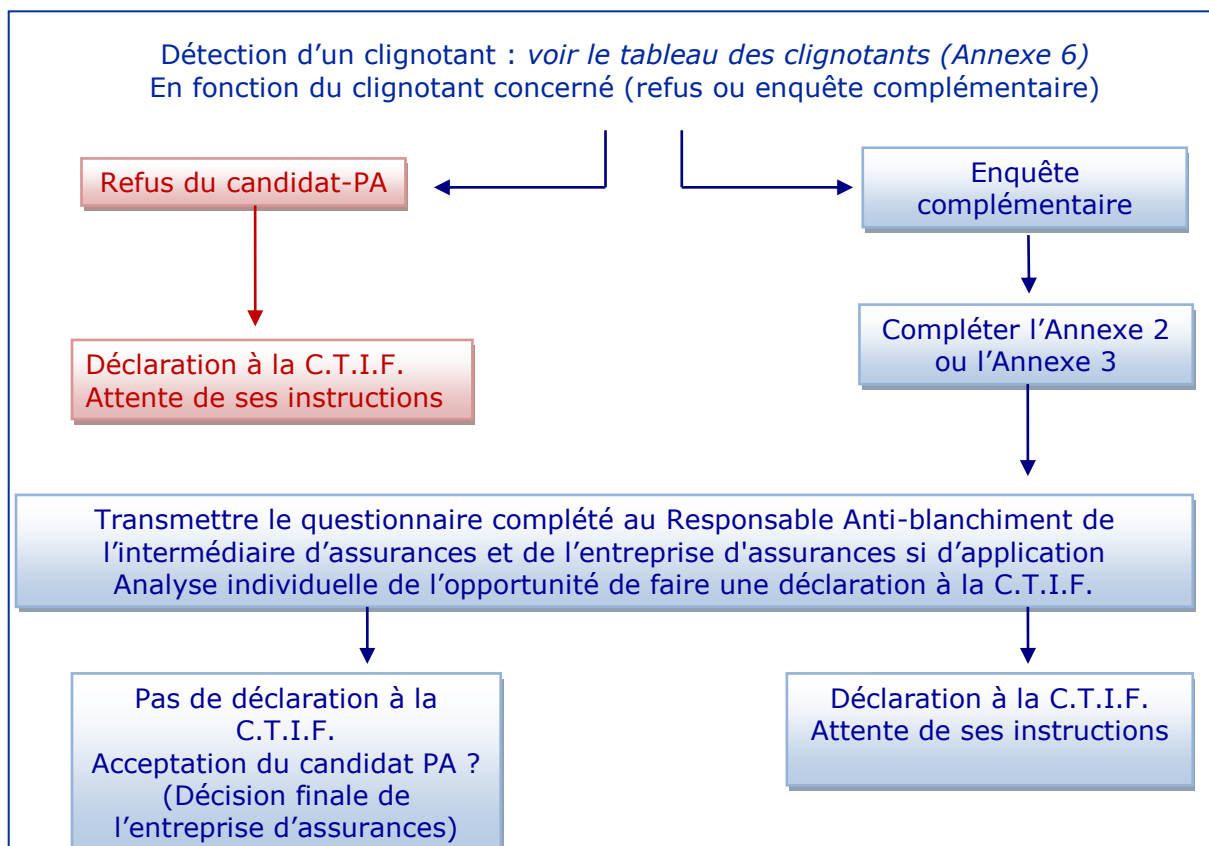 Détection d’un clignotant : voir le tableau des clignotants (Annexe 6)
En fonction du clignotant concerné (refus ou enquête complémentaire)
Refus du candidat-PA
Enquête
complémentaire
Compléter l’Annexe 2
ou l’Annexe 3
Déclaration à la C.T.I.F.
Attente de ses instructions
Transmettre le questionnaire complété au Responsable Anti-blanchiment de
l’intermédiaire d’assurances et de l’entreprise d'assurances si d’application
Analyse individuelle de l’opportunité de faire une déclaration à la C.T.I.F.
Pas de déclaration à la
C.T.I.F.
Acceptation du candidat PA ?
(Décision finale de
l’entreprise d’assurances)
Déclaration à la C.T.I.F.
Attente de ses instructions